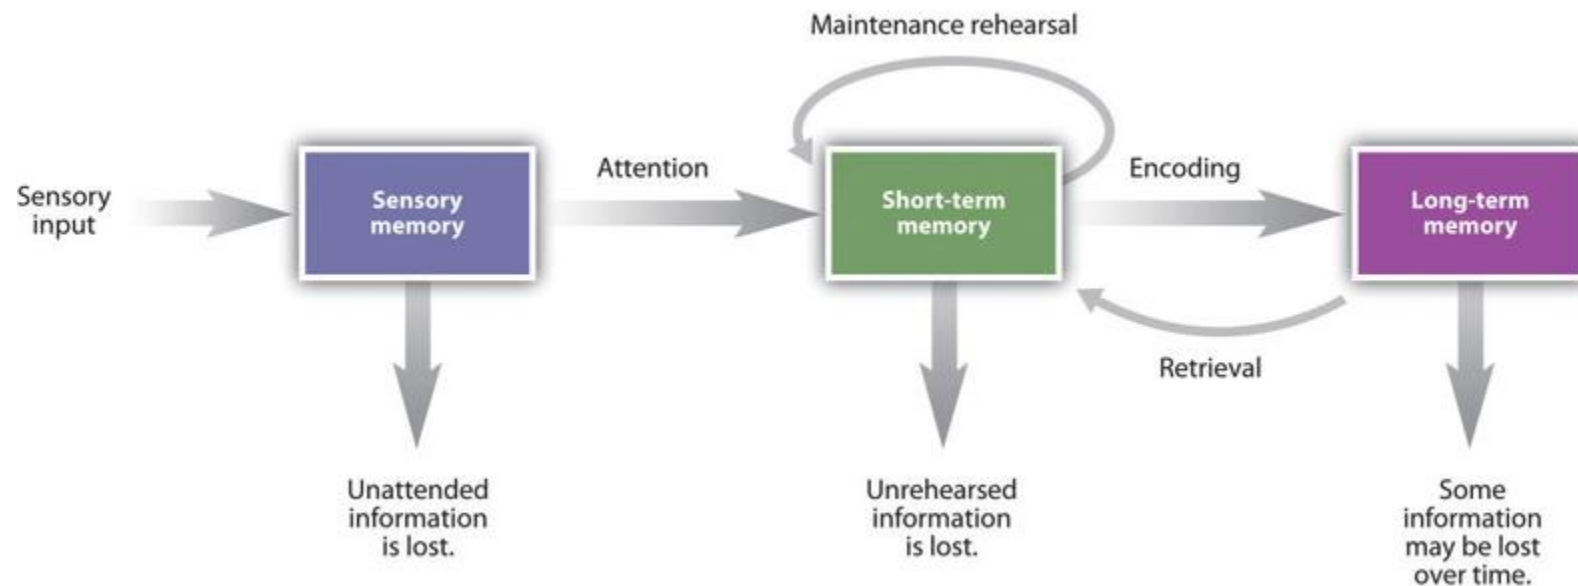 Maintenance rehearsal
Attention
Encoding
Sensory
input
Sensory
memory
Short-term
memory
Long-term
memory
Retrieval
Unattended
information
is lost.
Unrehearsed
information
is lost.
Some
information
may be lost
over time.